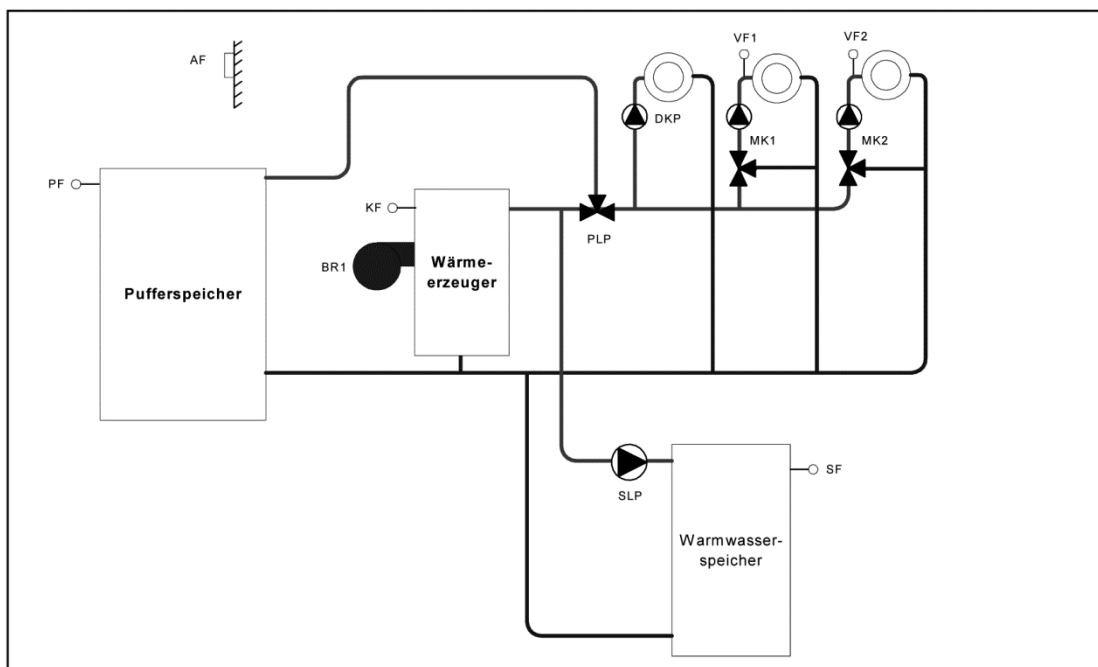 AF
VF1
VF2
DKP
MK1
MK2
PF
KF
PLP
BR1
Wärme-
erzeuger
Pufferspeicher
SLP
SF
Warmwasser-
speicher